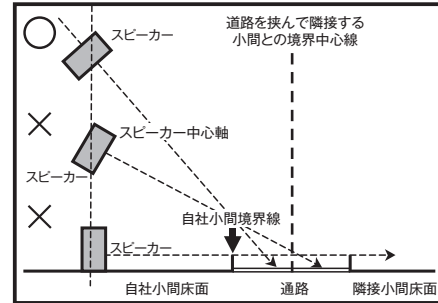 スピーカー
道路を挟んで隣接する
小間との境界中心線
スピーカー中心軸
スピーカー
自社小間境界線
スピーカー
自社小間床面
通路
隣接小間床面